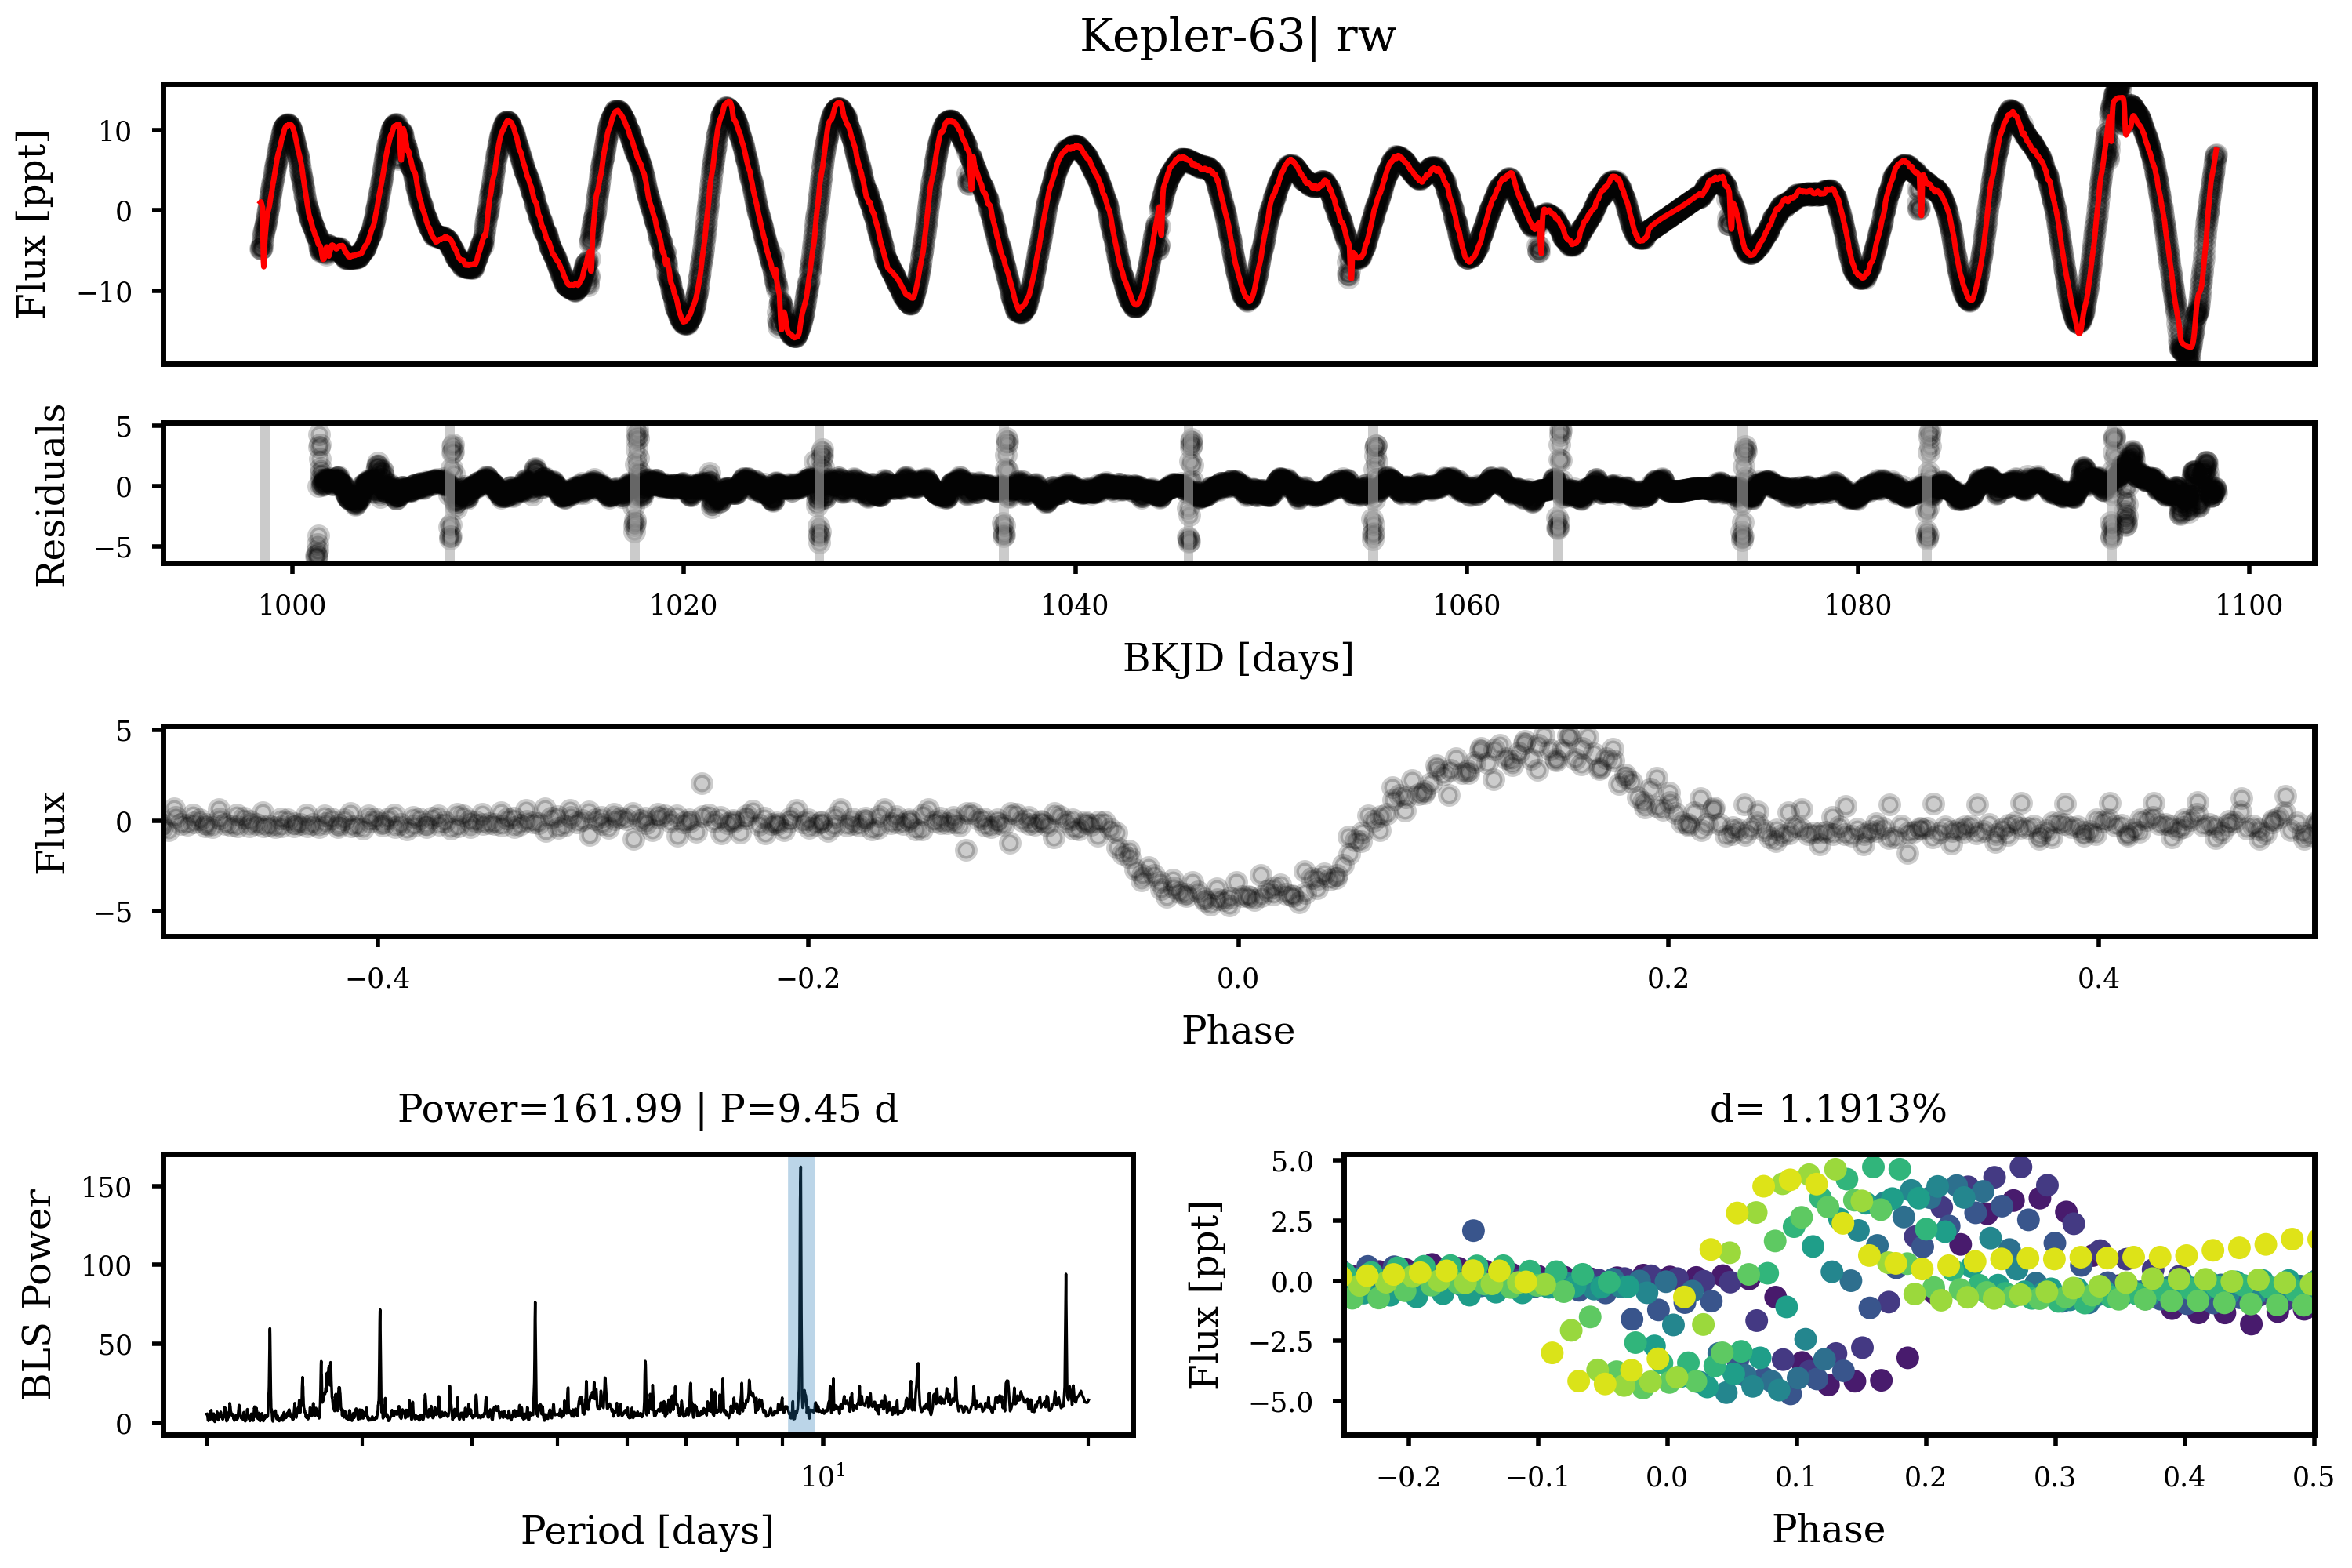 Kepler-63| rw
Flux [ppt]
10
0
−10
Residuals
5
0
−5
1000 1020 1040 1060 1080 1100
BKJD [days]
Flux
5
0
−5
−0.4 −0.2 0.0 0.2 0.4
Phase
Power=161.99 | P=9.45 d
BLS Power
150
100
50
0
10¹
Period [days]
d= 1.1913%
Flux [ppt]
5.0
2.5
0.0
−2.5
−5.0
−0.2 −0.1 0.0 0.1 0.2 0.3 0.4 0.5
Phase